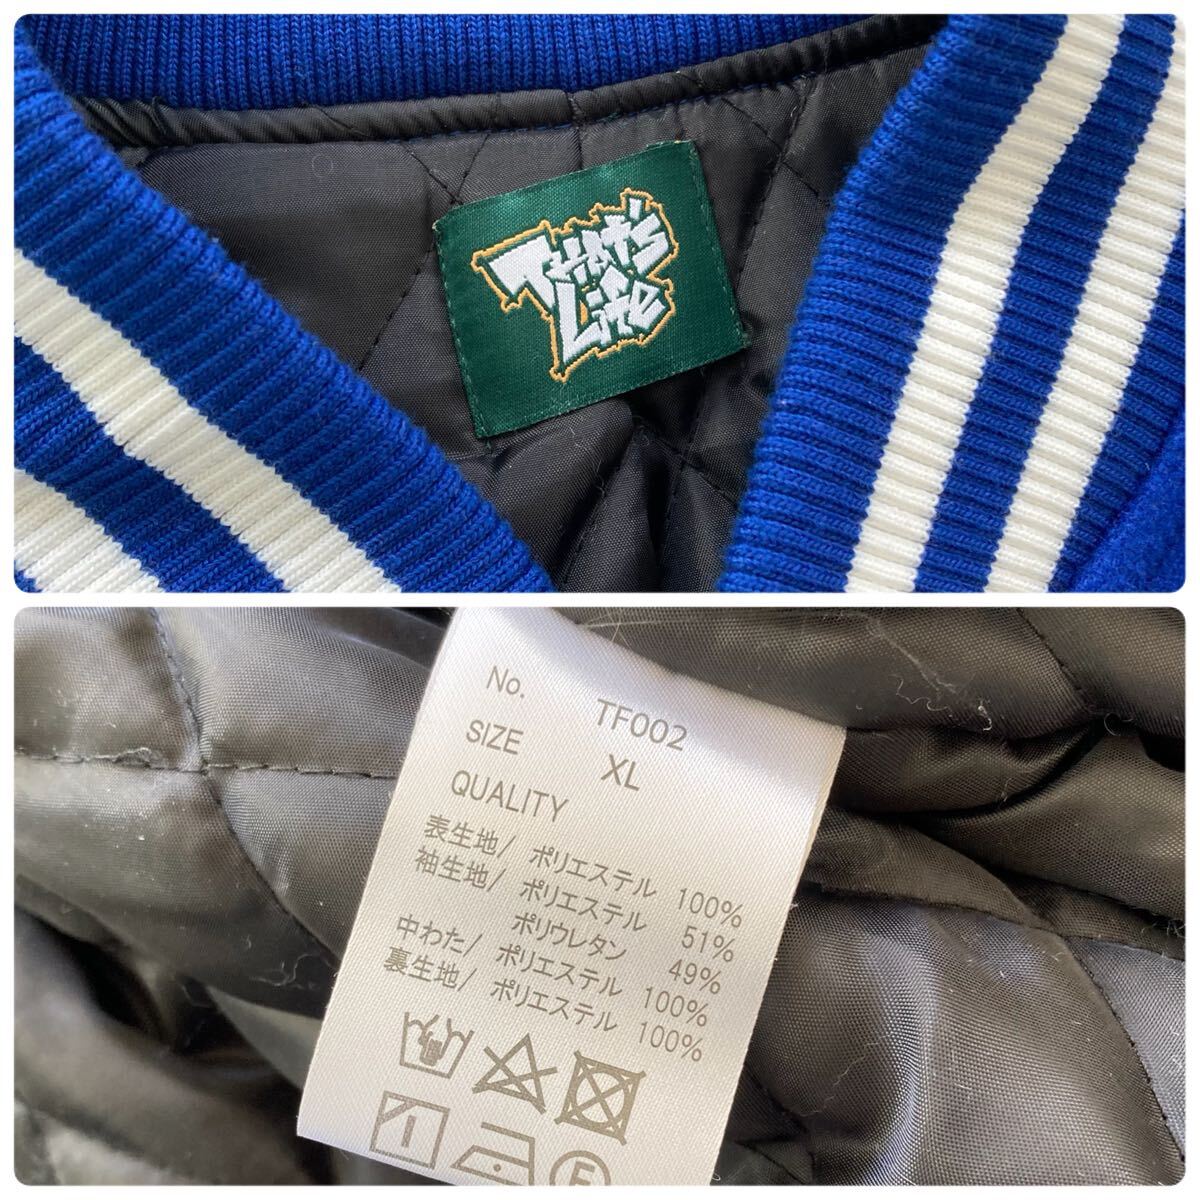 THAT'S
LIFE
No. TF002
SIZE XL
QUALITY
表生地/ ポリエステル 100%
袖生地/ ポリエステル 51%
ポリウレタン 49%
中わた/ ポリエステル 100%
裏生地/ ポリエステル 100%